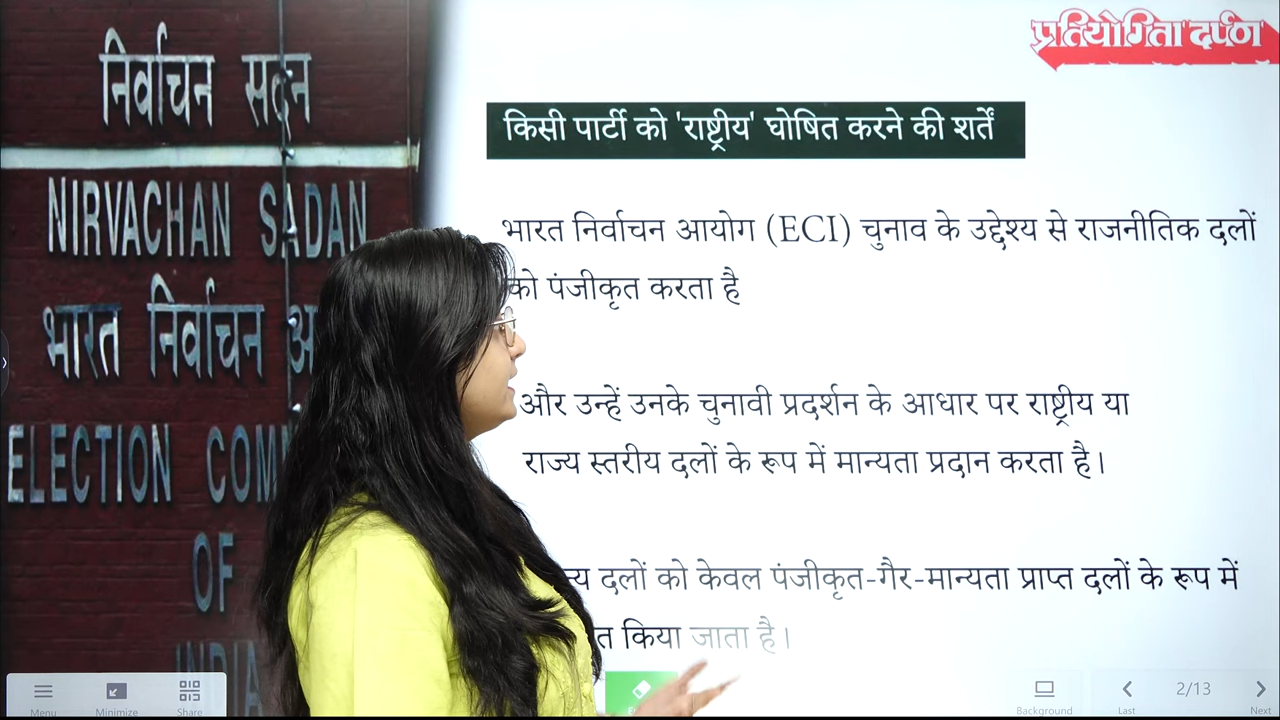 निर्वाचन सदन
NIRVACHAN SADAN
भारत निर्वाचन
ELECTION
OF
INDIA
प्रतियोगिता दर्पण
किसी पार्टी को 'राष्ट्रीय' घोषित करने की शर्तें
भारत निर्वाचन आयोग (ECI) चुनाव के उद्देश्य से राजनीतिक दलों
को पंजीकृत करता है
और उन्हें उनके चुनावी प्रदर्शन के आधार पर राष्ट्रीय या
राज्य स्तरीय दलों के रूप में मान्यता प्रदान करता है।
दलों को केवल पंजीकृत-गैर-मान्यता प्राप्त दलों के रूप में
किया जाता है।
Menu Minimize Share
Background Last 2/13 Next